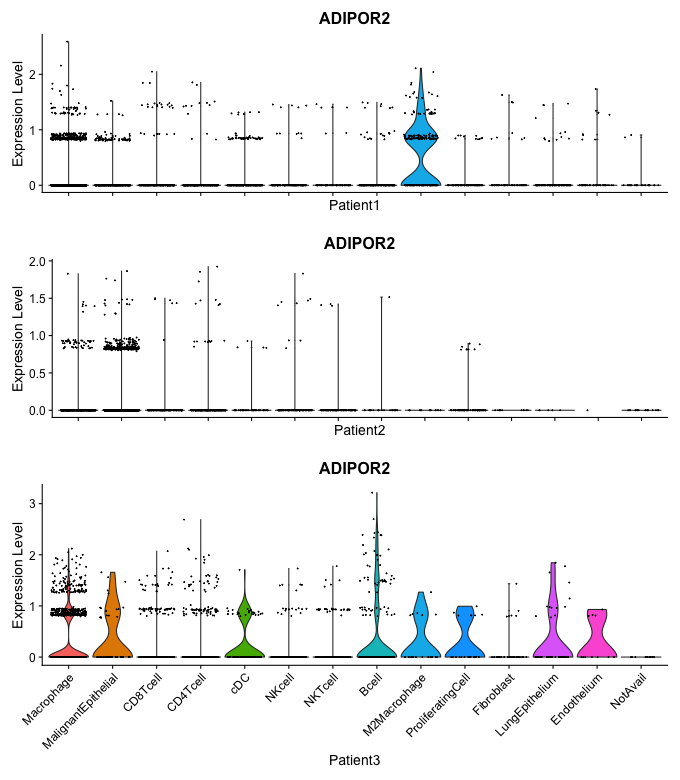 ADIPOR2
Expression Level
2
1
0
Patient1
ADIPOR2
Expression Level
2.0
1.5
1.0
0.5
0.0
Patient2
ADIPOR2
Expression Level
3
2
1
0
Macrophage
MalignantEpithelial
CD8Tcell
CD4Tcell
cDC
NKcell
NKTcell
Bcell
M2Macrophage
ProliferatingCell
Fibroblast
LungEpithelium
Endothelium
NotAvail
Patient3